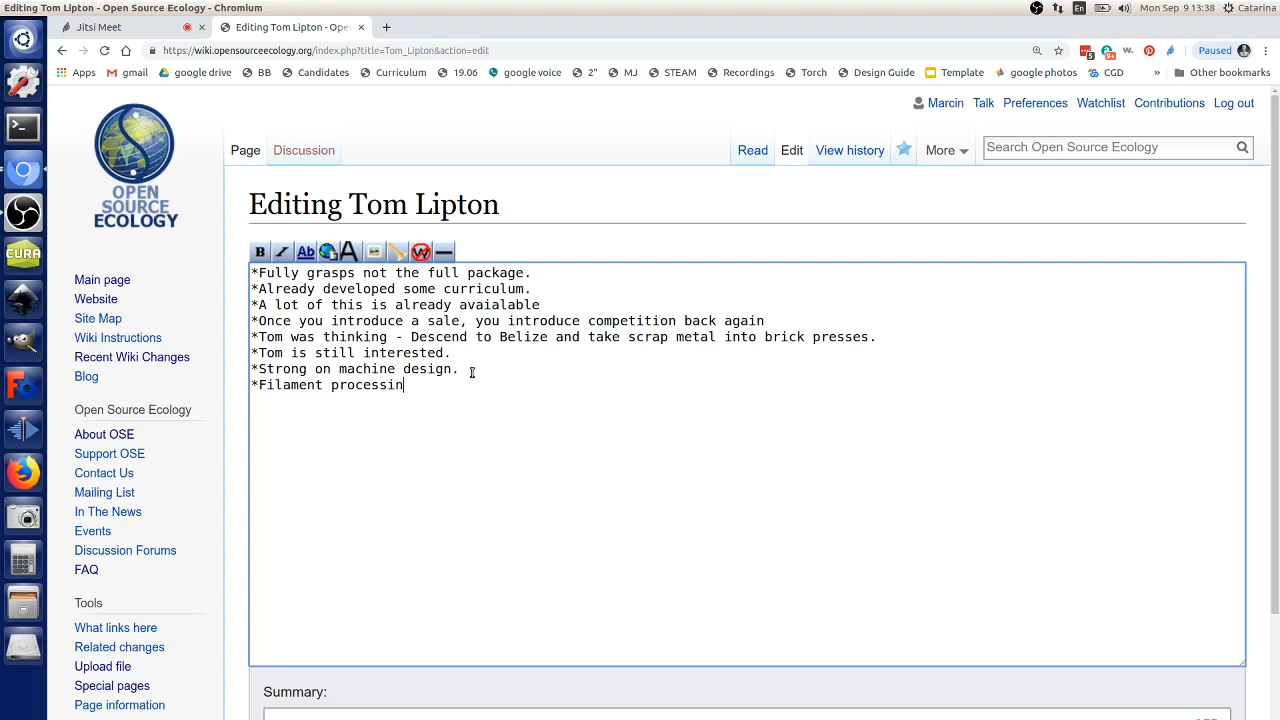 Editing Tom Lipton - Open Source Ecology - Chromium
En
Mon Sep 9 13:38
Catarina
Jitsi Meet
Editing Tom Lipton - Ope
https://wiki.opensourceecology.org/index.php?title=Tom_Lipton&action=edit
Paused
Apps
gmail
google drive
BB
Candidates
Curriculum
19.06
google voice
2"
MJ
STEAM
Recordings
Torch
Design Guide
Template
google photos
CGD
»
Other bookmarks
Marcin
Talk
Preferences
Watchlist
Contributions
Log out
OPEN
SOURCE
ECOLOGY
Page
Discussion
Read
Edit
View history
More
Search Open Source Ecology
Editing Tom Lipton
B
I
Ab
A
W
CURA
*Fully grasps not the full package.
*Already developed some curriculum.
*A lot of this is already avaialable
*Once you introduce a sale, you introduce competition back again
*Tom was thinking - Descend to Belize and take scrap metal into brick presses.
*Tom is still interested.
*Strong on machine design.
*Filament processin
Main page
Website
Site Map
Wiki Instructions
Recent Wiki Changes
Blog
Open Source Ecology
About OSE
Support OSE
Contact Us
Mailing List
In The News
Events
Discussion Forums
FAQ
Tools
What links here
Related changes
Upload file
Special pages
Page information
Summary: